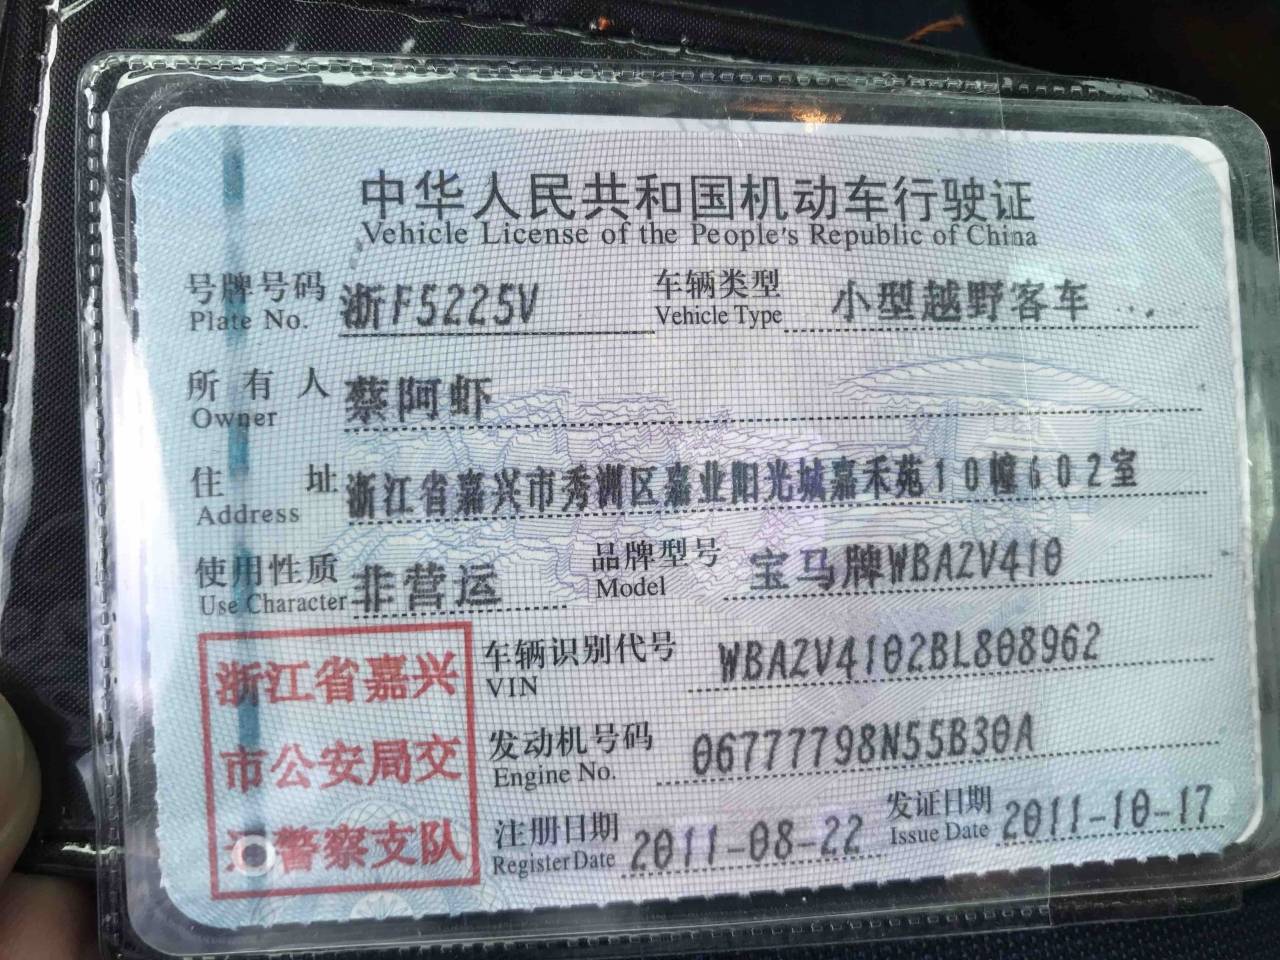 中华人民共和国机动车行驶证
Vehicle License of the People's Republic of China
号牌号码 浙F5225V 车辆类型 小型越野客车
Plate No. Vehicle Type
所有人 蔡阿虾
Owner
住址 浙江省嘉兴市秀洲区嘉业阳光城嘉禾苑10幢602室
Address
使用性质 非营运 品牌型号 宝马牌WBAZV410
Use Character Model
浙江省嘉兴
市公安局交
警察支队
车辆识别代号 WBAZV4102BL808962
VIN
发动机号码 06777798N55B30A
Engine No.
注册日期 2011-08-22 发证日期 2011-10-17
Register Date Issue Date